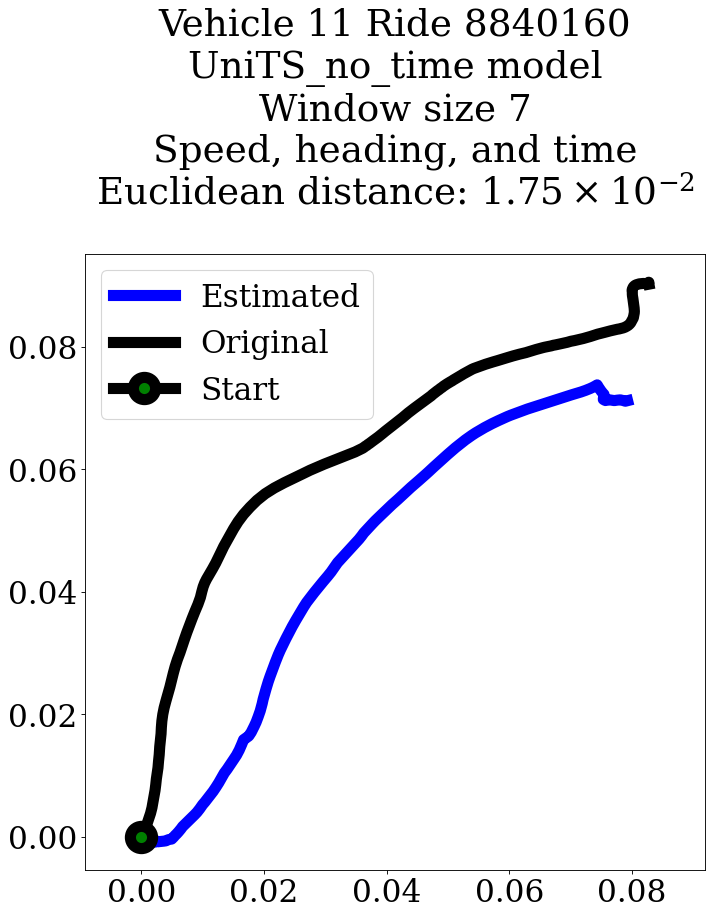 Vehicle 11 Ride 8840160
UniTS_no_time model
Window size 7
Speed, heading, and time
Euclidean distance: 1.75 × 10⁻²
Estimated
Original
Start
0.08
0.06
0.04
0.02
0.00
0.00 0.02 0.04 0.06 0.08